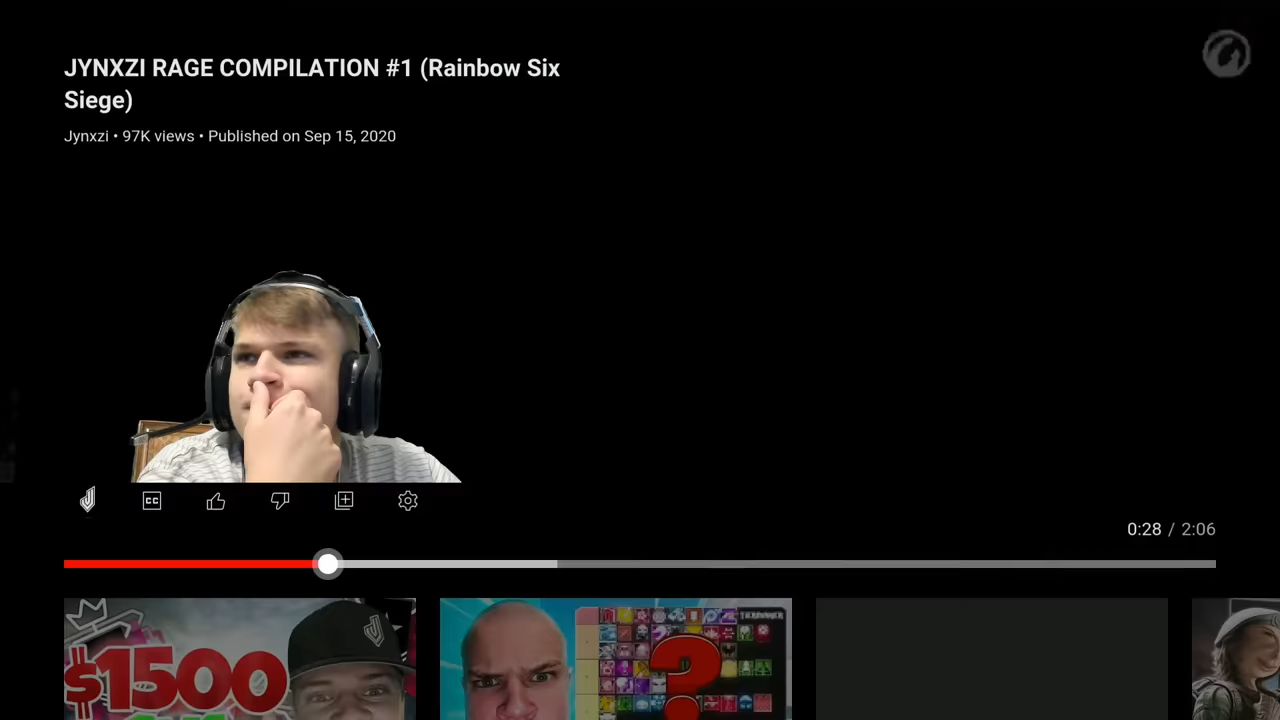 JYNXZI RAGE COMPILATION #1 (Rainbow Six
Siege)
Jynxzi • 97K views • Published on Sep 15, 2020
CC
0:28 / 2:06
$1500
?